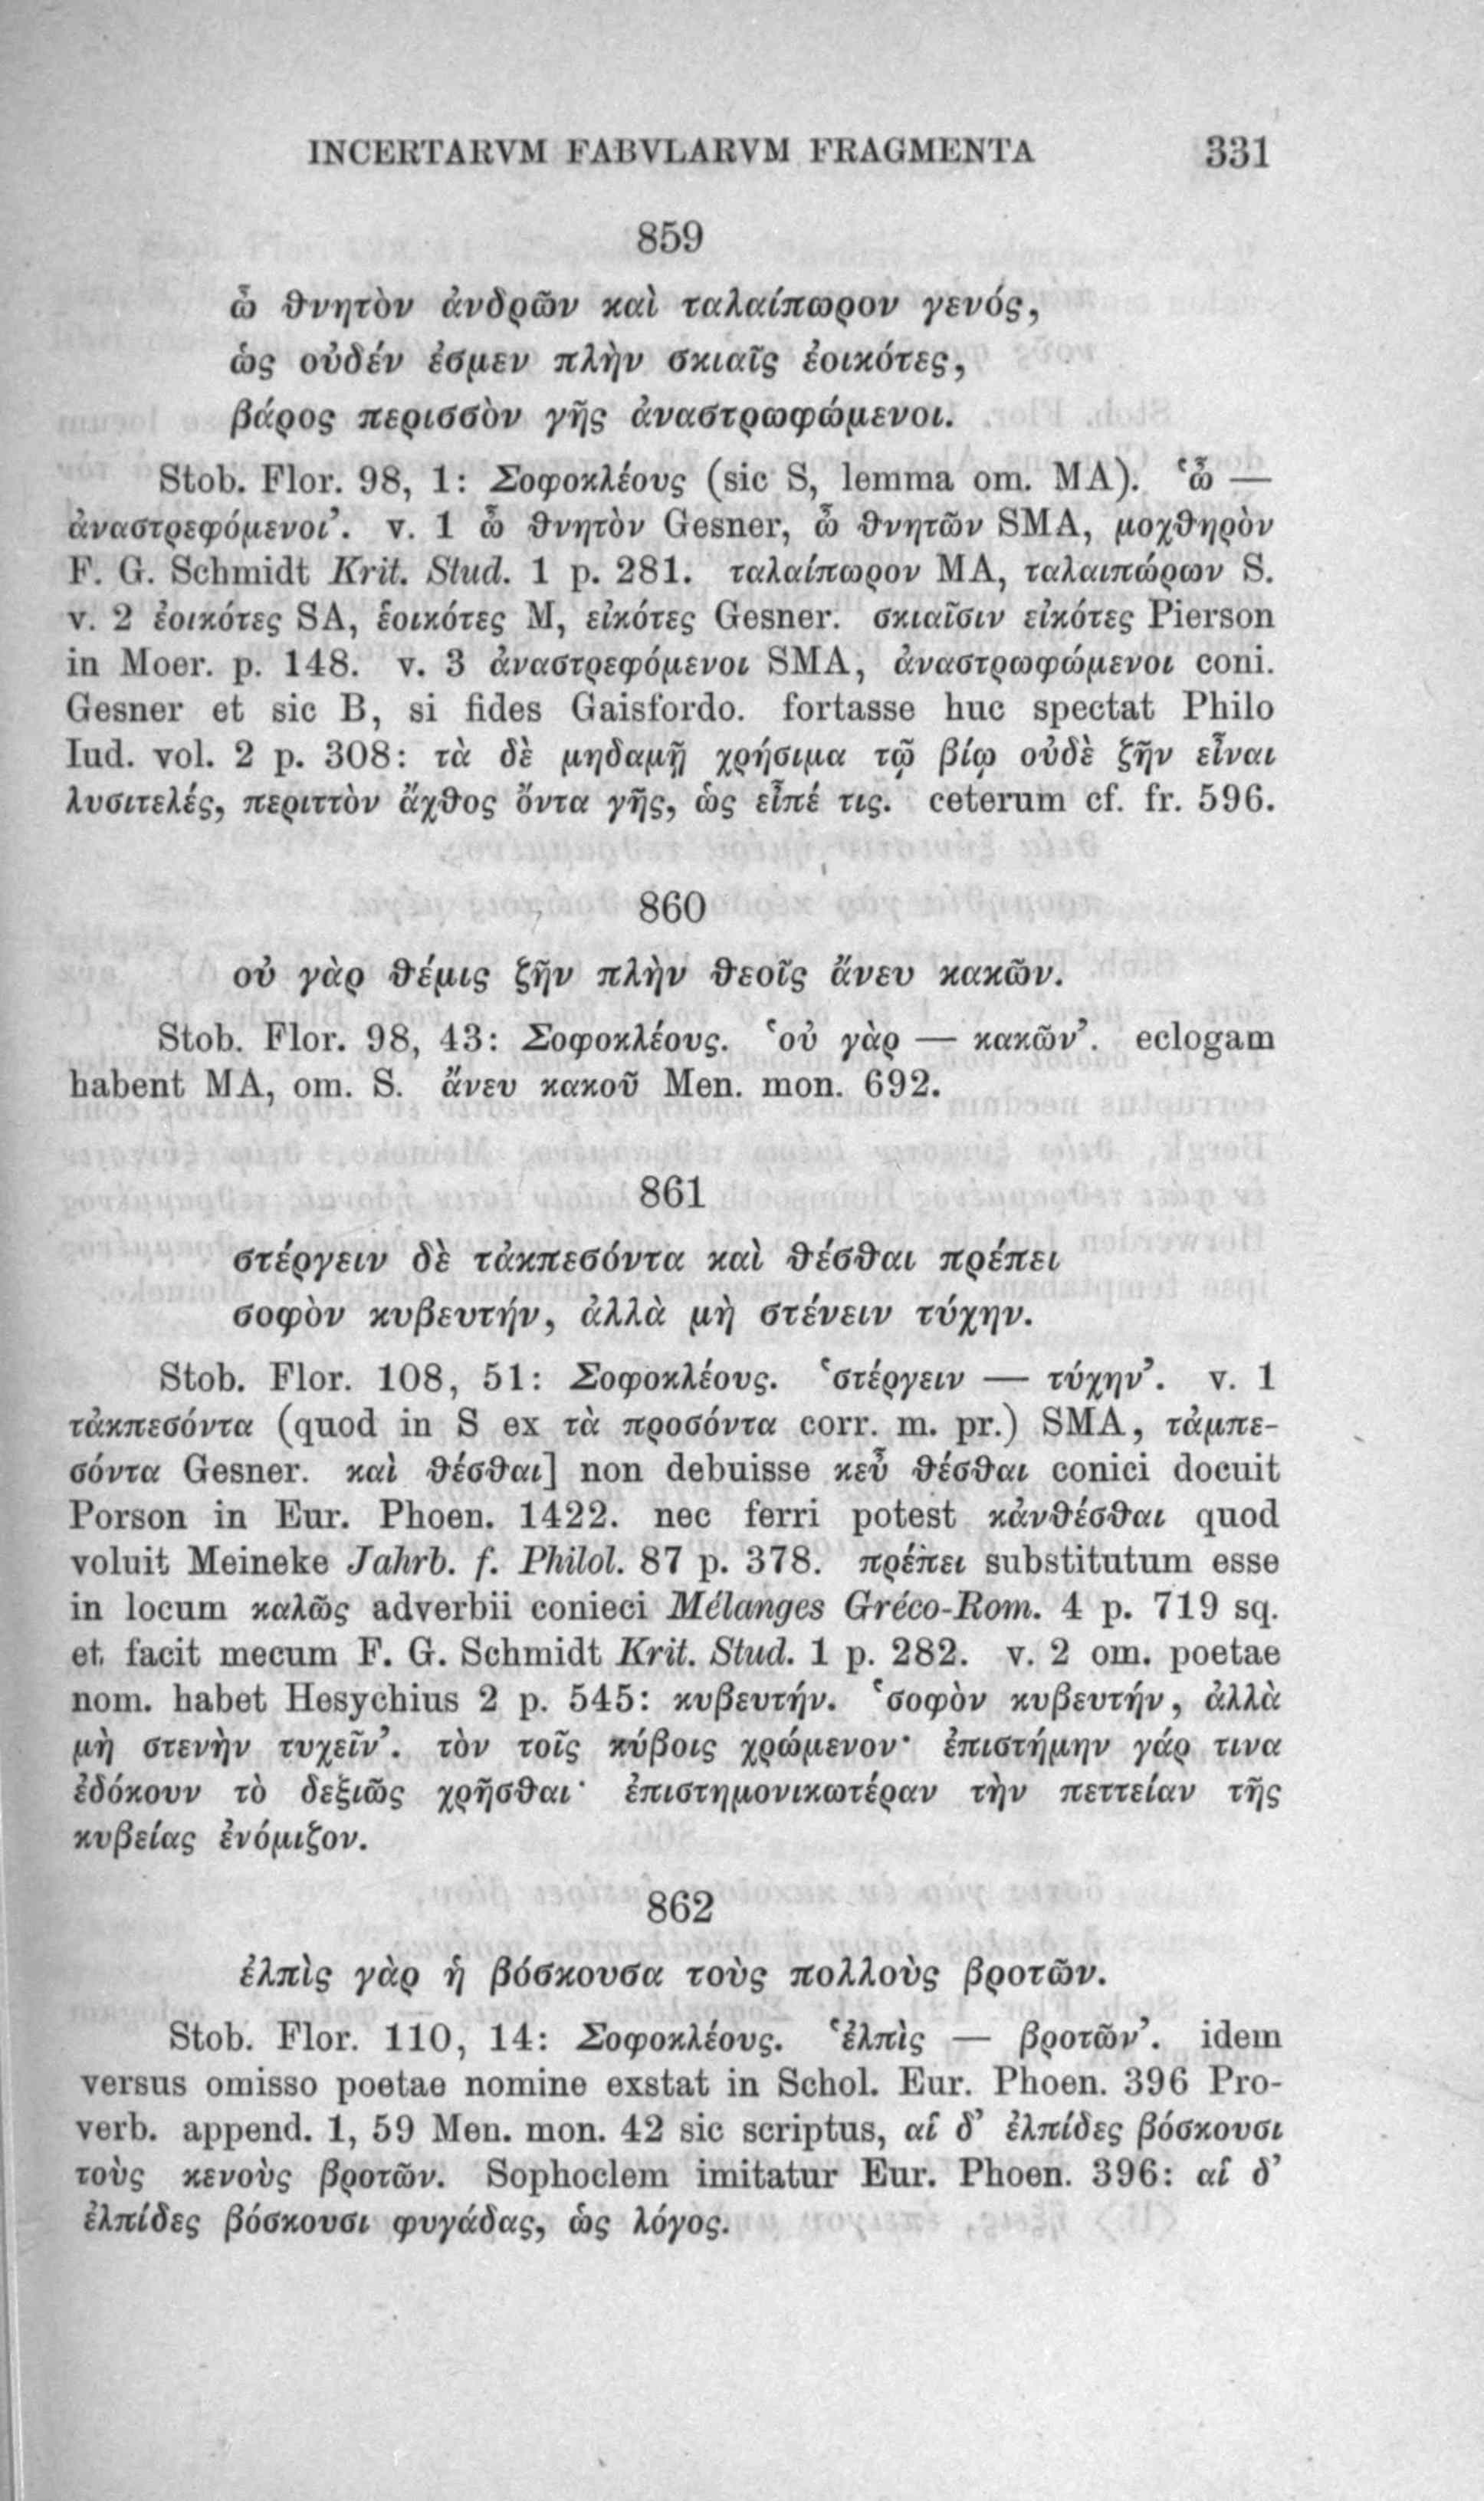 INCERTARVM FABVLARVM FRAGMENTA 331
859
ὦ θνητὸν ἀνδρῶν καὶ ταλαίπωρον γενός,
ὡς οὐδέν ἐσμεν πλὴν σκιαῖς ἐοικότες,
βάρος περισσὸν γῆς ἀναστρωφώμενοι.
Stob. Flor. 98, 1: Σοφοκλέους (sic S, lemma om. MA). ‛ὦ —
ἀναστρεφόμενοι’. v. 1 ὦ θνητὸν Gesner, ὦ θνητῶν SMA, μοχθηρὸν
F. G. Schmidt Krit. Stud. 1 p. 281. ταλαίπωρον MA, ταλαιπώρων S.
v. 2 ἐοικότες SA, ἑοικότες M, εἰκότες Gesner. σκιαῖσιν εἰκότες Pierson
in Moer. p. 148. v. 3 ἀναστρεφόμενοι SMA, ἀναστρωφώμενοι coni.
Gesner et sic B, si fides Gaisfordo. fortasse huc spectat Philo
Iud. vol. 2 p. 308: τὰ δὲ μηδαμῇ χρήσιμα τῷ βίῳ οὐδὲ ζῆν εἶναι
λυσιτελές, περιττὸν ἄχθος ὄντα γῆς, ὡς εἶπέ τις. ceterum cf. fr. 596.
860
οὐ γὰρ θέμις ζῆν πλὴν θεοῖς ἄνευ κακῶν.
Stob. Flor. 98, 43: Σοφοκλέους. ‛οὐ γὰρ — κακῶν’. eclogam
habent MA, om. S. ἄνευ κακοῦ Men. mon. 692.
861
στέργειν δὲ τἀκπεσόντα καὶ θέσθαι πρέπει
σοφὸν κυβευτήν, ἀλλὰ μὴ στένειν τύχην.
Stob. Flor. 108, 51: Σοφοκλέους. ‛στέργειν — τύχην’. v. 1
τἀκπεσόντα (quod in S ex τὰ προσόντα corr. m. pr.) SMA, τἀμπε-
σόντα Gesner. καὶ θέσθαι] non debuisse κεὖ θέσθαι conici docuit
Porson in Eur. Phoen. 1422. nec ferri potest κἀνθέσθαι quod
voluit Meineke Jahrb. f. Philol. 87 p. 378. πρέπει substitutum esse
in locum καλῶς adverbii conieci Mélanges Gréco-Rom. 4 p. 719 sq.
et facit mecum F. G. Schmidt Krit. Stud. 1 p. 282. v. 2 om. poetae
nom. habet Hesychius 2 p. 545: κυβευτήν. ‛σοφὸν κυβευτήν, ἀλλὰ
μὴ στενὴν τυχεῖν’. τὸν τοῖς κύβοις χρώμενον· ἐπιστήμην γάρ τινα
ἐδόκουν τὸ δεξιῶς χρῆσθαι· ἐπιστημονικωτέραν τὴν πεττείαν τῆς
κυβείας ἐνόμιζον.
862
ἐλπὶς γὰρ ἡ βόσκουσα τοὺς πολλοὺς βροτῶν.
Stob. Flor. 110, 14: Σοφοκλέους. ‛ἐλπὶς — βροτῶν’. idem
versus omisso poetae nomine exstat in Schol. Eur. Phoen. 396 Pro-
verb. append. 1, 59 Men. mon. 42 sic scriptus, αἱ δ’ ἐλπίδες βόσκουσι
τοὺς κενοὺς βροτῶν. Sophoclem imitatur Eur. Phoen. 396: αἱ δ’
ἐλπίδες βόσκουσι φυγάδας, ὡς λόγος.